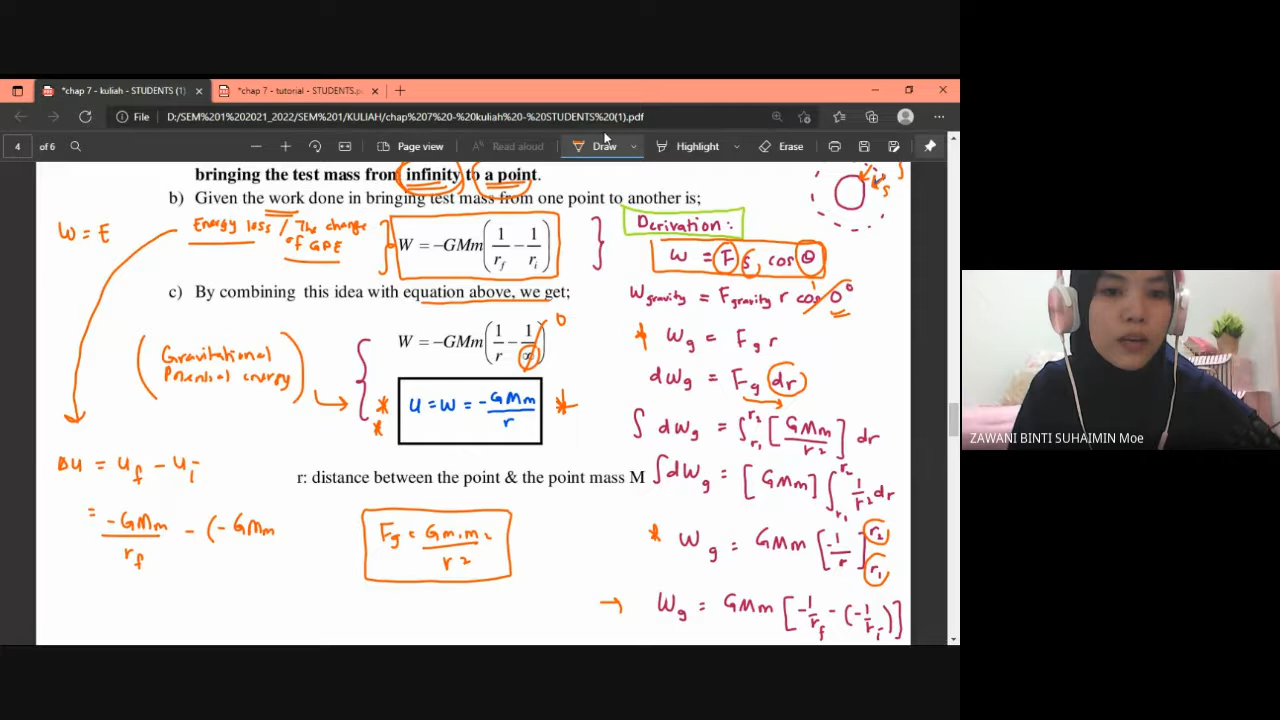 *chap 7 - kuliah - STUDENTS (1)
*chap 7 - tutorial - STUDENTS.p
File
D:/SEM%201%202021_2022/SEM%201/KULIAH/chap%207%20-%20kuliah%20-%20STUDENTS%20(1).pdf
4 of 6
Page view
Read aloud
Draw
Highlight
Erase
bringing the test mass from infinity to a point.
b) Given the work done in bringing test mass from one point to another is;
W = E
Energy loss / The change of GPE
W = -GMm(1/r_f - 1/r_i)
c) By combining this idea with equation above, we get;
W = -GMm(1/r - 1/∞) 0
(Gravitational
Potential energy)
* U = W = -GMm/r *
*
r: distance between the point & the point mass M
ΔU = U_f - U_i
= -GMm/r_f - (-GMm
F_g = Gm_1m_2/r2
Derivation:
W = F s cos θ
W_gravity = F_gravity r cos 0°
* W_g = F_g r
dW_g = F_g dr
∫ dW_g = ∫_r1^r2 [GMm/r2] dr
∫ dW_g = [GMm] ∫_r1^r2 1/r2 dr
* W_g = GMm [-1/r] r2 r1
→ W_g = GMm [-1/r_f - (-1/r_i)]
s
ZAWANI BINTI SUHAIMIN Moe